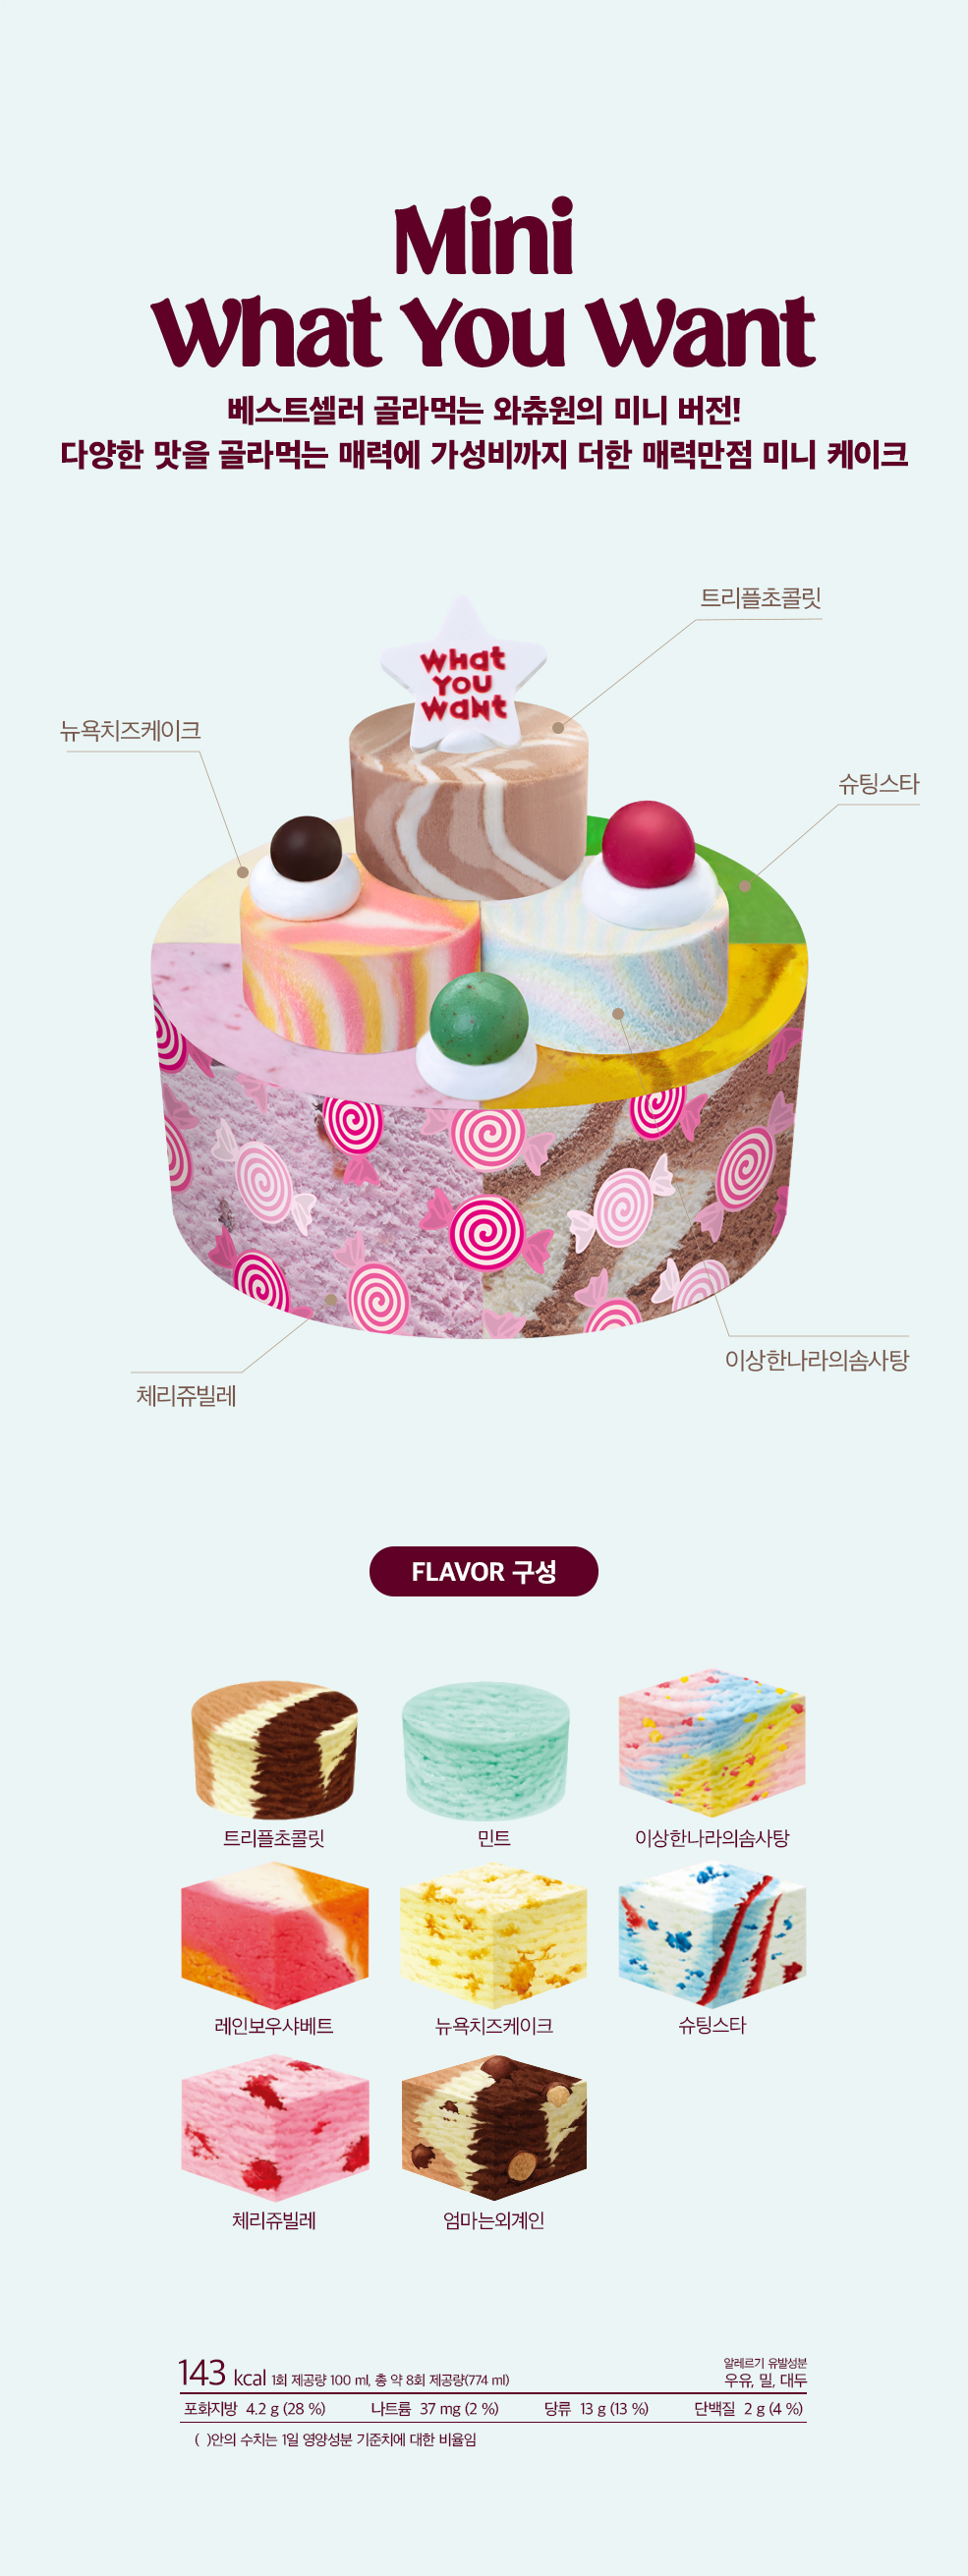 Mini
What You Want
베스트셀러 골라먹는 와츄원의 미니 버전!
다양한 맛을 골라먹는 매력에 가성비까지 더한 매력만점 미니 케이크
트리플초콜릿
What
You
Want
뉴욕치즈케이크
슈팅스타
이상한나라의솜사탕
체리쥬빌레
FLAVOR 구성
트리플초콜릿
민트
이상한나라의솜사탕
레인보우샤베트
뉴욕치즈케이크
슈팅스타
체리쥬빌레
엄마는외계인
143 kcal 1회 제공량 100 ml, 총 약 8회 제공량(774 ml)
알레르기 유발성분
우유, 밀, 대두
포화지방 4.2 g (28 %) 나트륨 37 mg (2 %) 당류 13 g (13 %) 단백질 2 g (4 %)
( )안의 수치는 1일 영양성분 기준치에 대한 비율임